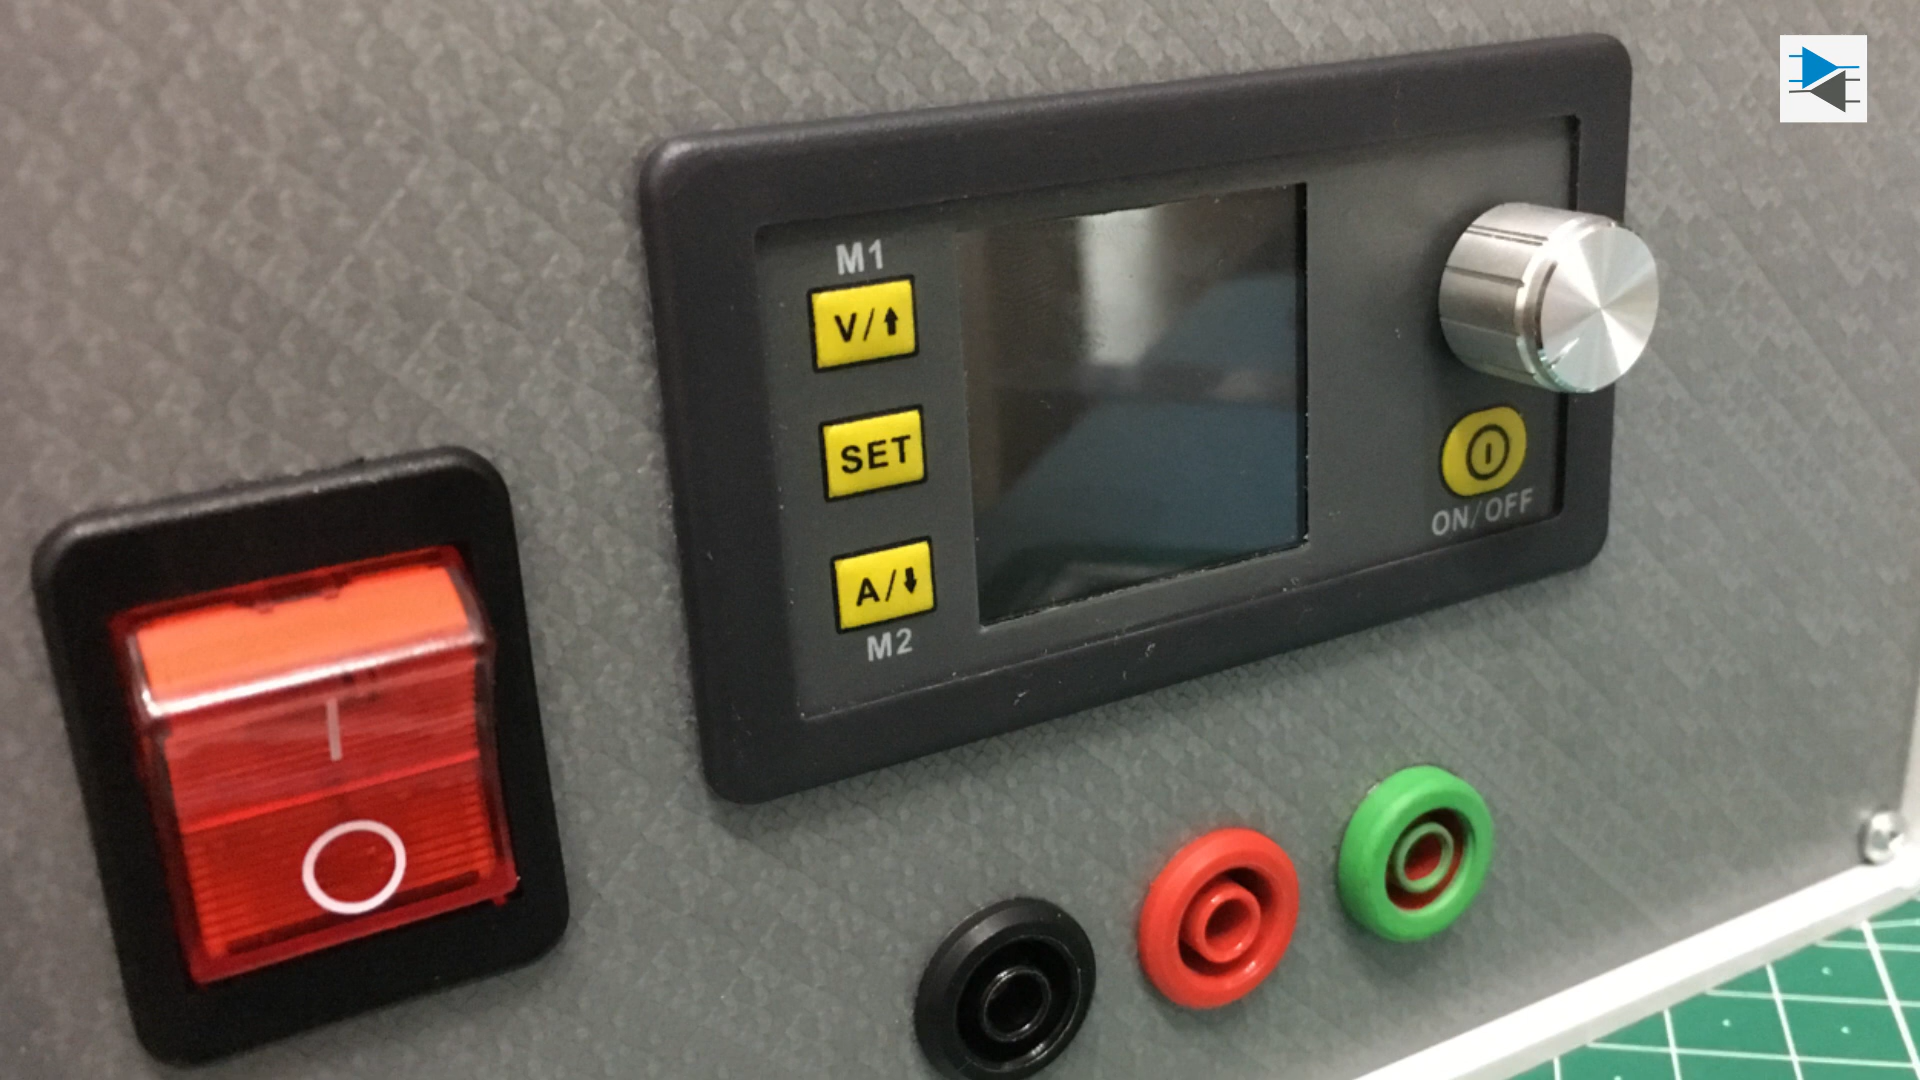 M1
V/⬆
SET
A/⬇
M2
ON/OFF